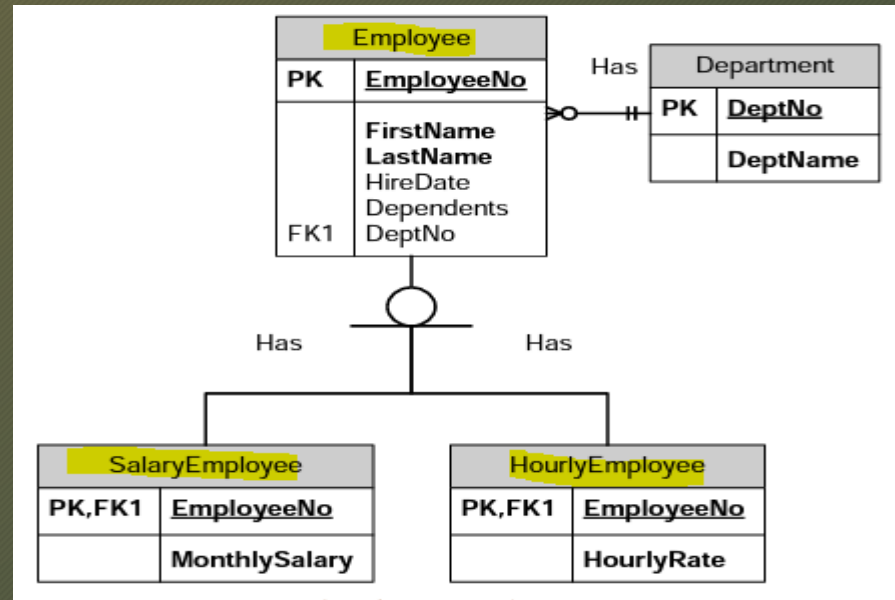 Employee
PK EmployeeNo
FirstName
LastName
HireDate
Dependents
FK1 DeptNo
Has
Department
PK DeptNo
DeptName
Has
Has
SalaryEmployee
PK,FK1 EmployeeNo
MonthlySalary
HourlyEmployee
PK,FK1 EmployeeNo
HourlyRate